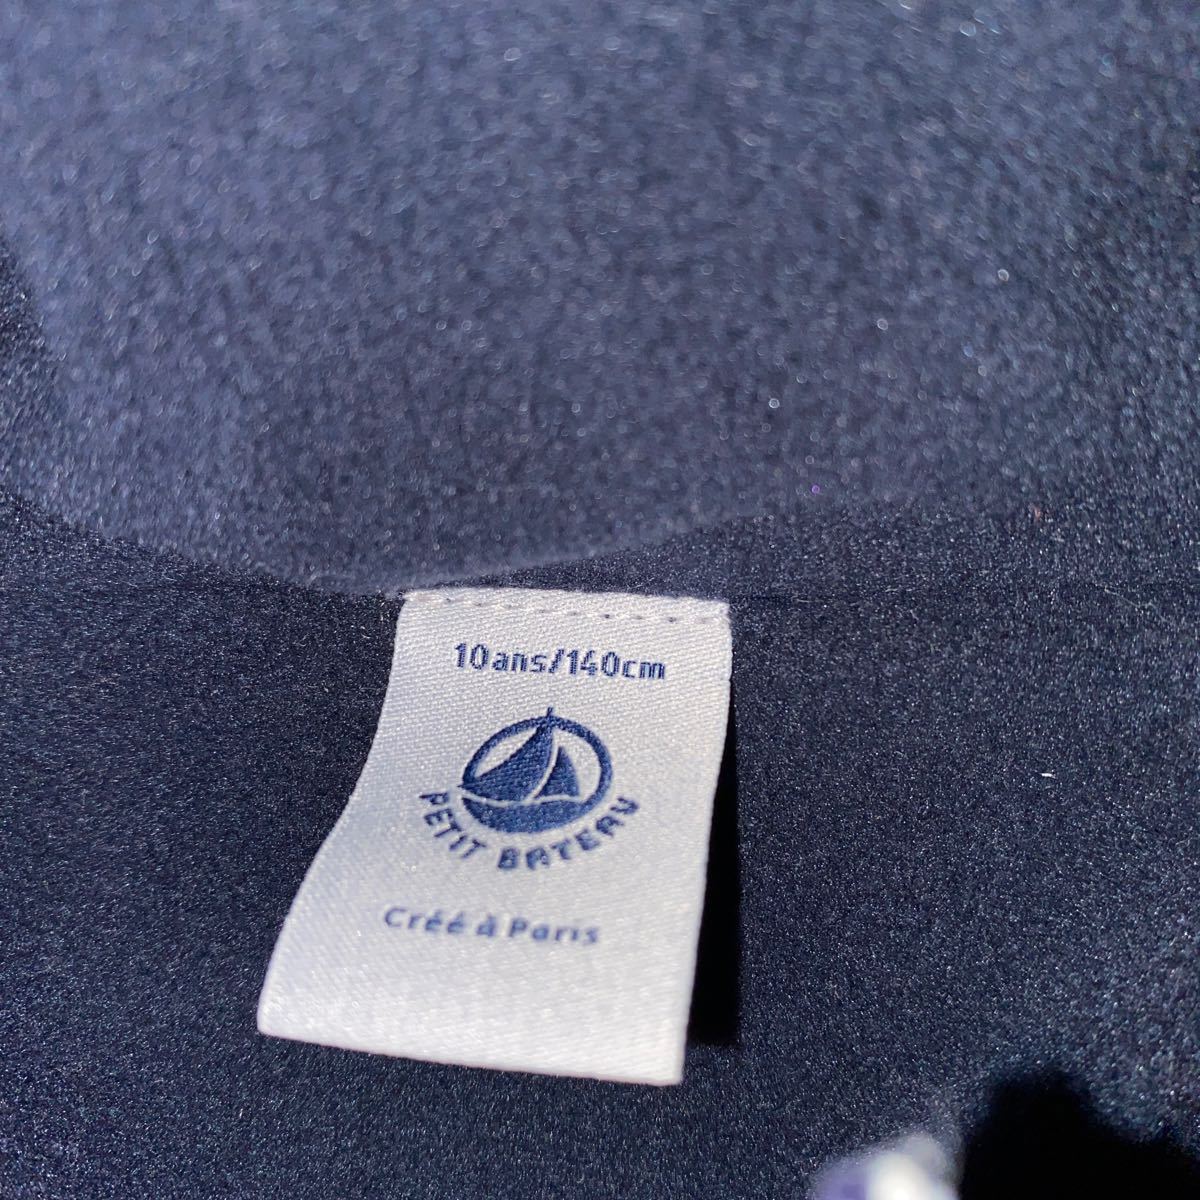 10ans/140cm
PETIT BATEAU
Créé à Paris